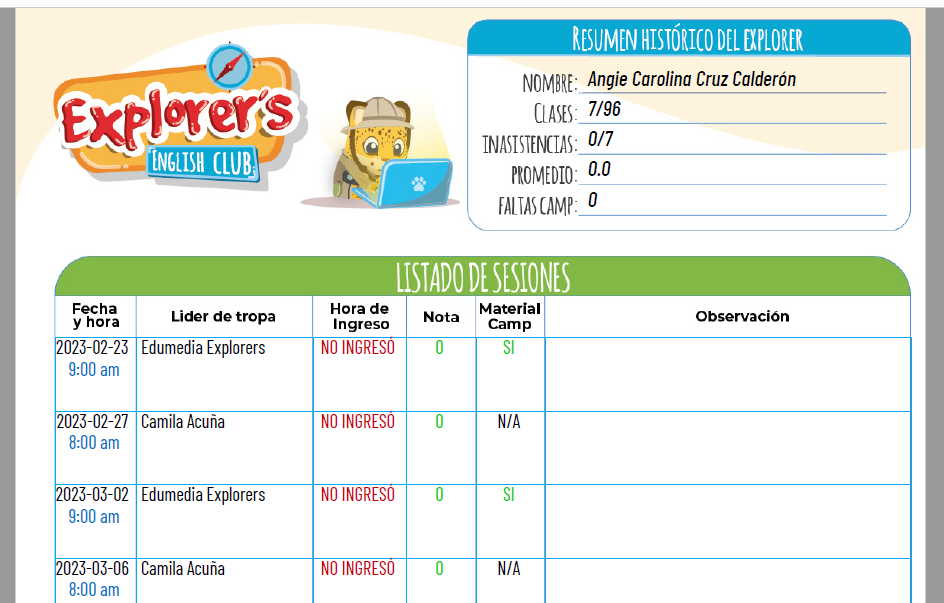 Explorer's
ENGLISH CLUB
RESUMEN HISTÓRICO DEL EXPLORER
NOMBRE: Angie Carolina Cruz Calderón
CLASES: 7/96
INASISTENCIAS: 0/7
PROMEDIO: 0.0
FALTAS CAMP: 0
LISTADO DE SESIONES
Fecha y hora Lider de tropa Hora de Ingreso Nota Material Camp Observación
2023-02-23 Edumedia Explorers NO INGRESÓ 0 SI
9:00 am
2023-02-27 Camila Acuña NO INGRESÓ 0 N/A
8:00 am
2023-03-02 Edumedia Explorers NO INGRESÓ 0 SI
9:00 am
2023-03-06 Camila Acuña NO INGRESÓ 0 N/A
8:00 am